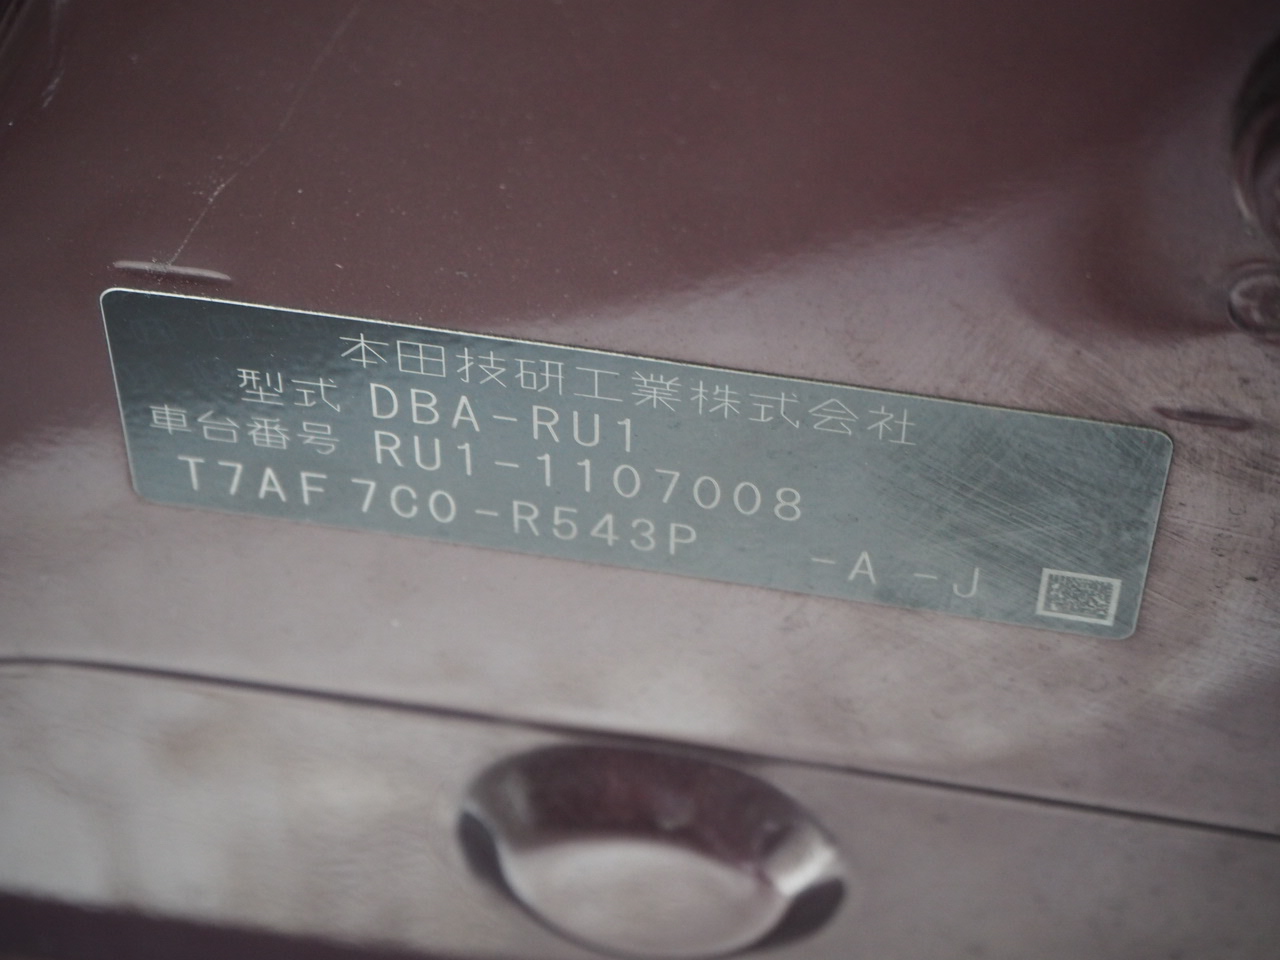 本田技研工業株式会社
型式 DBA-RU1
車台番号 RU1-1107008
T7AF 7C0-R543P -A -J